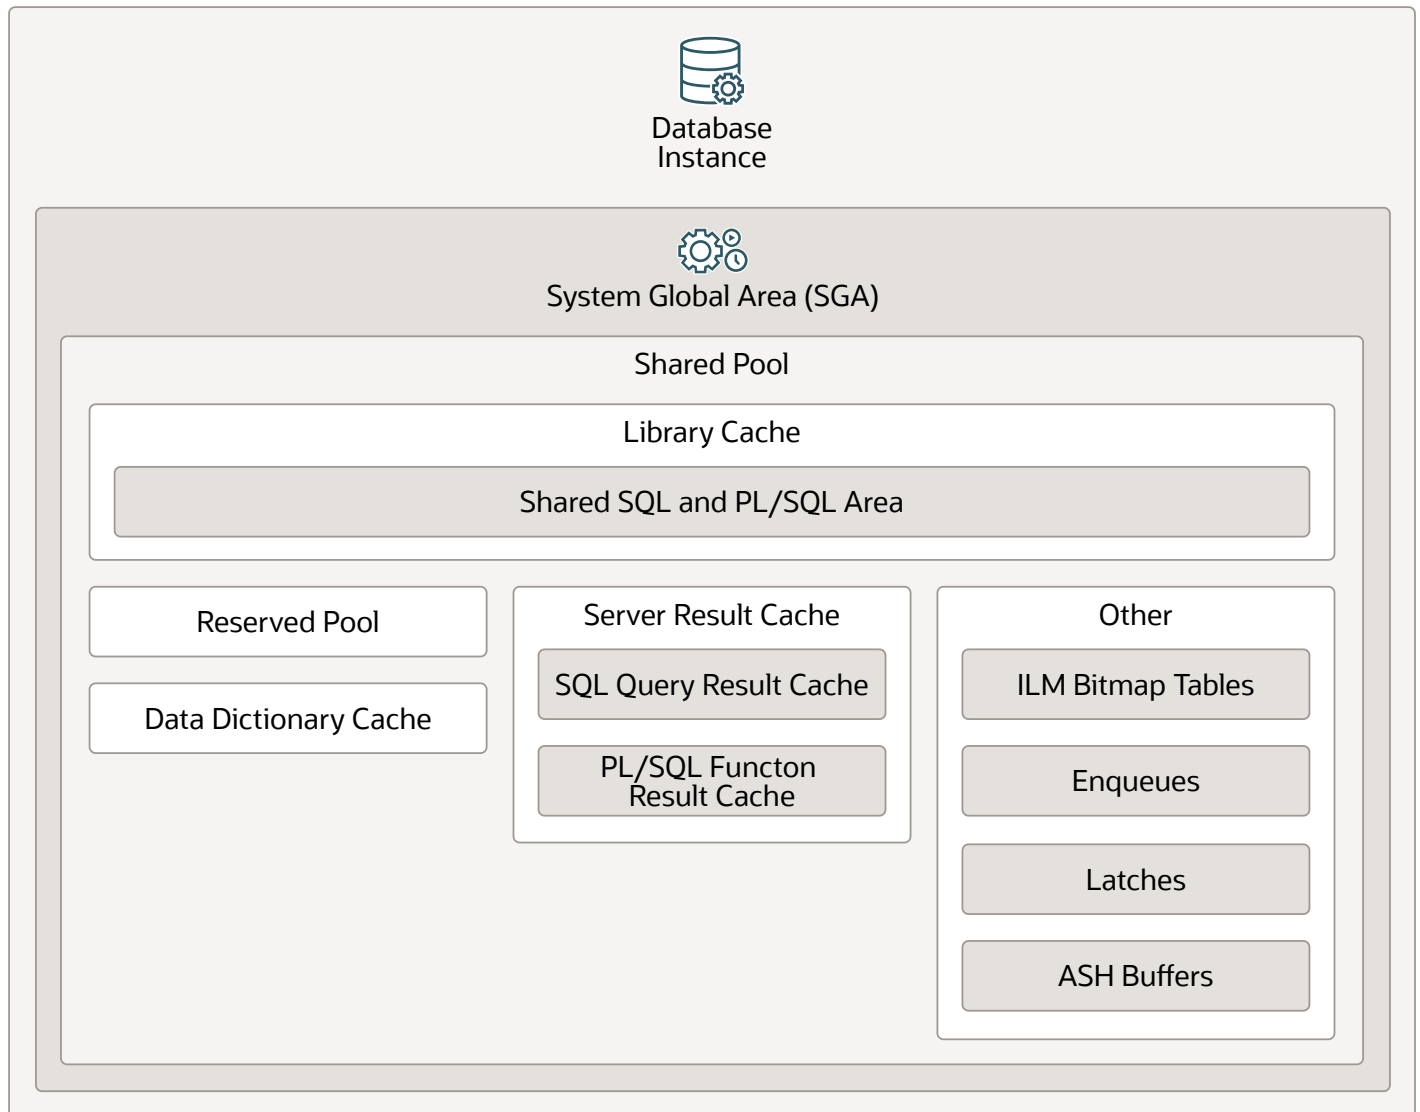 Database
Instance
System Global Area (SGA)
Shared Pool
Library Cache
Shared SQL and PL/SQL Area
Reserved Pool
Data Dictionary Cache
Server Result Cache
SQL Query Result Cache
PL/SQL Functon
Result Cache
Other
ILM Bitmap Tables
Enqueues
Latches
ASH Buffers